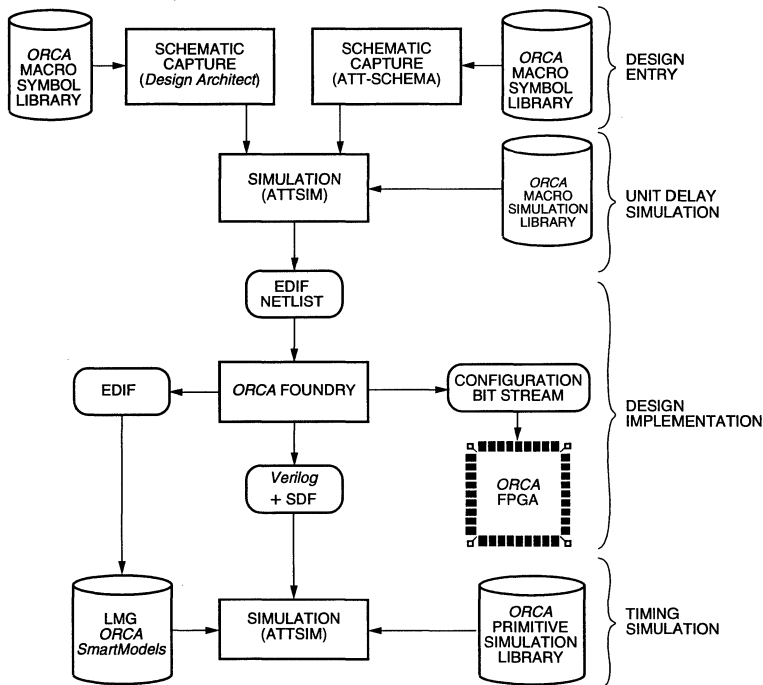 ORCA
MACRO
SYMBOL
LIBRARY
SCHEMATIC
CAPTURE
(Design Architect)
SCHEMATIC
CAPTURE
(ATT-SCHEMA)
ORCA
MACRO
SYMBOL
LIBRARY
DESIGN
ENTRY
SIMULATION
(ATTSIM)
ORCA
MACRO
SIMULATION
LIBRARY
UNIT DELAY
SIMULATION
EDIF
NETLIST
EDIF
ORCA FOUNDRY
CONFIGURATION
BIT STREAM
DESIGN
IMPLEMENTATION
Verilog
+ SDF
ORCA
FPGA
LMG
ORCA
SmartModels
SIMULATION
(ATTSIM)
ORCA
PRIMITIVE
SIMULATION
LIBRARY
TIMING
SIMULATION